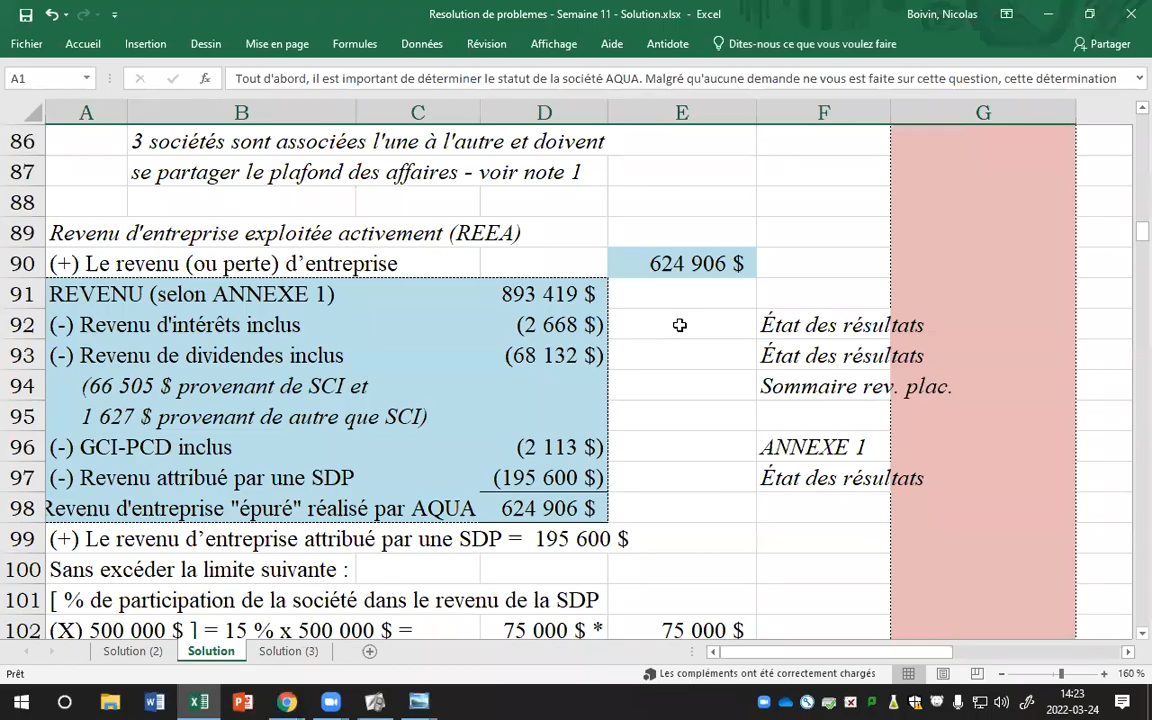 Resolution de problemes - Semaine 11 - Solution.xlsx - Excel
Boivin, Nicolas
Fichier Accueil Insertion Dessin Mise en page Formules Données Révision Affichage Aide Antidote Dites-nous ce que vous voulez faire Partager
A1 fx Tout d'abord, il est important de déterminer le statut de la société AQUA. Malgré qu'aucune demande ne vous est faite sur cette question, cette détermination
A B C D E F G
86 3 sociétés sont associées l'une à l'autre et doivent
87 se partager le plafond des affaires - voir note 1
88
89 Revenu d'entreprise exploitée activement (REEA)
90 (+) Le revenu (ou perte) d’entreprise 624 906 $
91 REVENU (selon ANNEXE 1) 893 419 $
92 (-) Revenu d'intérêts inclus (2 668 $) État des résultats
93 (-) Revenu de dividendes inclus (68 132 $) État des résultats
94 (66 505 $ provenant de SCI et Sommaire rev. plac.
95 1 627 $ provenant de autre que SCI)
96 (-) GCI-PCD inclus (2 113 $) ANNEXE 1
97 (-) Revenu attribué par une SDP (195 600 $) État des résultats
98 Revenu d'entreprise "épuré" réalisé par AQUA 624 906 $
99 (+) Le revenu d’entreprise attribué par une SDP = 195 600 $
100 Sans excéder la limite suivante :
101 [ % de participation de la société dans le revenu de la SDP
102 (X) 500 000 $ ] = 15 % x 500 000 $ = 75 000 $ * 75 000 $
Solution (2) Solution Solution (3)
Prêt Les compléments ont été correctement chargés 160 %
14:23
2022-03-24